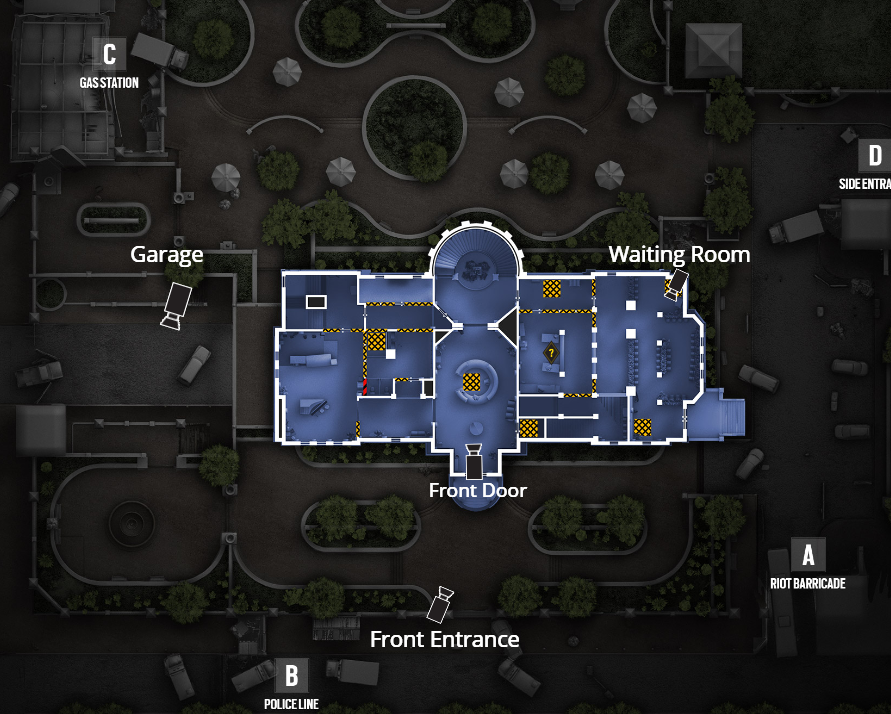 C
GAS STATION
D
SIDE ENTRA
Garage
Waiting Room
?
Front Door
A
RIOT BARRICADE
Front Entrance
B
POLICE LINE